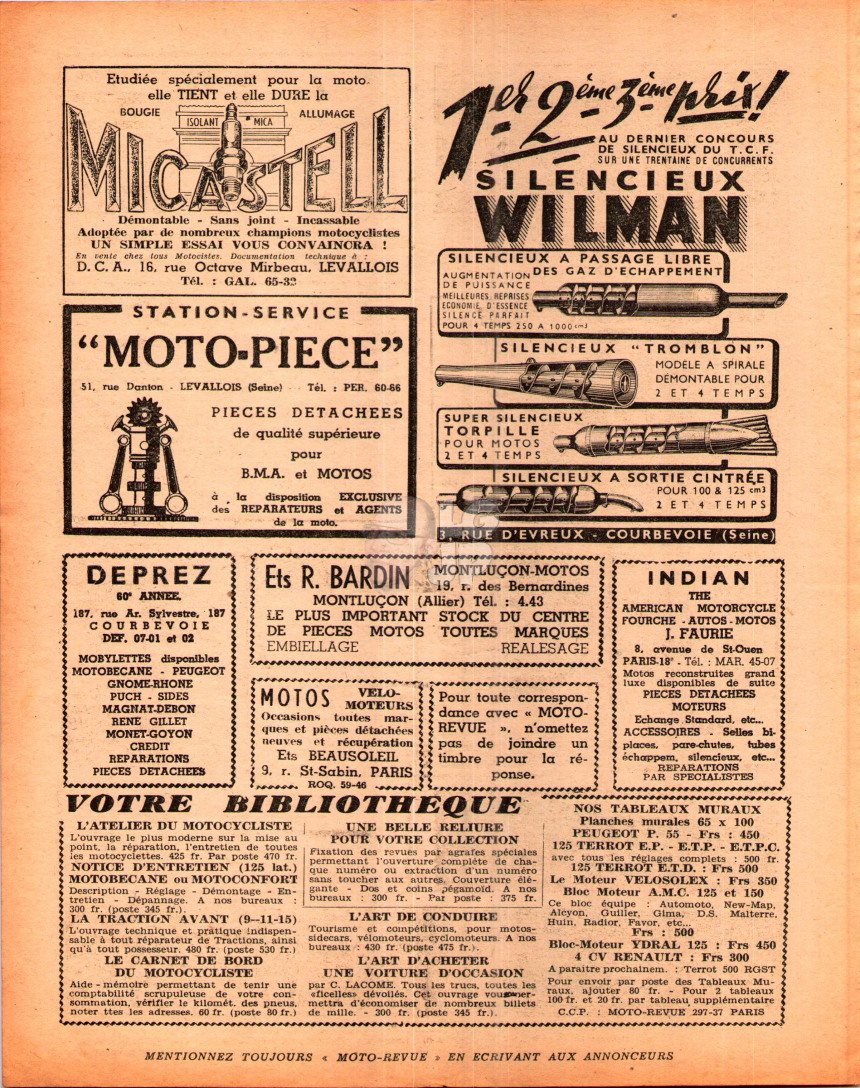 Etudiée spécialement pour la moto
elle TIENT et elle DURE la
BOUGIE ALLUMAGE
ISOLANT MICA
MICASTELL
Démontable - Sans joint - Incassable
Adoptée par de nombreux champions motocyclistes
UN SIMPLE ESSAI VOUS CONVAINCRA !
En vente chez tous Motocistes. Documentation technique à :
D. C. A., 16, rue Octave Mirbeau, LEVALLOIS
Tél. : GAL. 65-32
STATION-SERVICE
"MOTO-PIECE"
51, rue Danton - LEVALLOIS (Seine) Tél. : PER. 60-66
PIECES DETACHEES
de qualité supérieure
pour
B.M.A. et MOTOS
à la disposition EXCLUSIVE
des REPARATEURS et AGENTS
de la moto.
1er 2ème 3ème prix !
AU DERNIER CONCOURS
DE SILENCIEUX DU T.C.F.
SUR UNE TRENTAINE DE CONCURRENTS
SILENCIEUX
WILMAN
SILENCIEUX A PASSAGE LIBRE
DES GAZ D'ECHAPPEMENT
AUGMENTATION
DE PUISSANCE
MEILLEURES REPRISES
ECONOMIE D'ESSENCE
SILENCE PARFAIT
POUR 4 TEMPS 250 A 1000 cm3
SILENCIEUX "TROMBLON"
MODÈLE A SPIRALE
DÉMONTABLE POUR
2 ET 4 TEMPS
SUPER SILENCIEUX
TORPILLE
POUR MOTOS
2 ET 4 TEMPS
SILENCIEUX A SORTIE CINTRÉE
POUR 100 & 125 cm3
2 ET 4 TEMPS
3, RUE D'EVREUX - COURBEVOIE (Seine)
DEPREZ
60e ANNEE.
187, rue Ar. Sylvestre, 187
COURBEVOIE
DEF. 07-01 et 02
MOBYLETTES disponibles
MOTOBECANE - PEUGEOT
GNOME-RHONE
PUCH - SIDES
MAGNAT-DEBON
RENE GILLET
MONET-GOYON
CREDIT
REPARATIONS
PIECES DETACHEES
Ets R. BARDIN MONTLUÇON-MOTOS
19, r. des Bernardines
MONTLUÇON (Allier) Tél. : 4.43
LE PLUS IMPORTANT STOCK DU CENTRE
DE PIECES MOTOS TOUTES MARQUES
EMBIELLAGE REALESAGE
MOTOS VELO-
MOTEURS
Occasions toutes mar-
ques et pièces détachées
neuves et récupération
Ets BEAUSOLEIL
9, r. St-Sabin, PARIS
ROQ. 59-46
Pour toute correspon-
dance avec « MOTO-
REVUE », n'omettez
pas de joindre un
timbre pour la ré-
ponse.
INDIAN
THE
AMERICAN MOTORCYCLE
FOURCHE - AUTOS - MOTOS
J. FAURIE
8, avenue de St-Ouen
PARIS-18e - Tél. : MAR. 45-07
Motos reconstruites grand
luxe disponibles de suite
PIECES DETACHEES
MOTEURS
Echange Standard, etc...
ACCESSOIRES - Selles bi-
places, pare-chutes, tubes
échappem, silencieux, etc...
REPARATIONS
PAR SPECIALISTES
VOTRE BIBLIOTHEQUE
L'ATELIER DU MOTOCYCLISTE
L'ouvrage le plus moderne sur la mise au
point, la réparation, l'entretien de toutes
les motocyclettes. 425 fr. Par poste 470 fr.
NOTICE D'ENTRETIEN (125 lat.)
MOTOBECANE ou MOTOCONFORT
Description - Réglage - Démontage - En-
tretien - Dépannage. A nos bureaux :
300 fr. (poste 345 fr.).
LA TRACTION AVANT (9--11-15)
L'ouvrage technique et pratique indispen-
sable à tout réparateur de Tractions, ainsi
qu'à tout possesseur. 480 fr. (poste 530 fr.)
LE CARNET DE BORD
DU MOTOCYCLISTE
Aide - mémoire permettant de tenir une
comptabilité scrupuleuse de votre con-
sommation, vérifier le kilomét. des pneus,
noter ttes les adresses. 60 fr. (poste 80 fr.)
UNE BELLE RELIURE
POUR VOTRE COLLECTION
Fixation des revues par agrafes spéciales
permettant l'ouverture complète de cha-
que numéro ou extraction d'un numéro
sans toucher aux autres. Couverture élé-
gante - Dos et coins pégamoïd. A nos
bureaux : 300 fr. - Par poste : 375 fr.
L'ART DE CONDUIRE
Tourisme et compétitions, pour motos-
sidecars, vélomoteurs, cyclomoteurs. A nos
bureaux : 430 fr. (poste 475 fr.).
L'ART D'ACHETER
UNE VOITURE D'OCCASION
par C. LACOME. Tous les trucs, toutes les
«ficelles» dévoilés. Cet ouvrage vous per-
mettra d'économiser de nombreux billets
de mille. - 300 fr. (poste 345 fr.).
NOS TABLEAUX MURAUX
Planches murales 65 x 100
PEUGEOT P. 55 - Frs : 450
125 TERROT E.P. - E.T.P. - E.T.P.C.
avec tous les réglages complets : 500 fr.
125 TERROT E.T.D. : Frs 500
Le Moteur VELOSOLEX : Frs 350
Bloc Moteur A.M.C. 125 et 150
Ce bloc équipe : Automoto, New-Map,
Alcyon, Guiller, Gima, D.S. Malterre,
Huin, Radior, Favor, etc...
Frs : 500
Bloc-Moteur YDRAL 125 : Frs 450
4 CV RENAULT : Frs 300
A paraitre prochainem. : Terrot 500 RGST
Pour envoir par poste des Tableaux Mu-
raux, ajouter 80 fr. - Pour 2 tableaux
100 fr. et 20 fr. par tableau supplémentaire
C.C.P. : MOTO-REVUE 297-37 PARIS
MENTIONNEZ TOUJOURS « MOTO-REVUE » EN ECRIVANT AUX ANNONCEURS